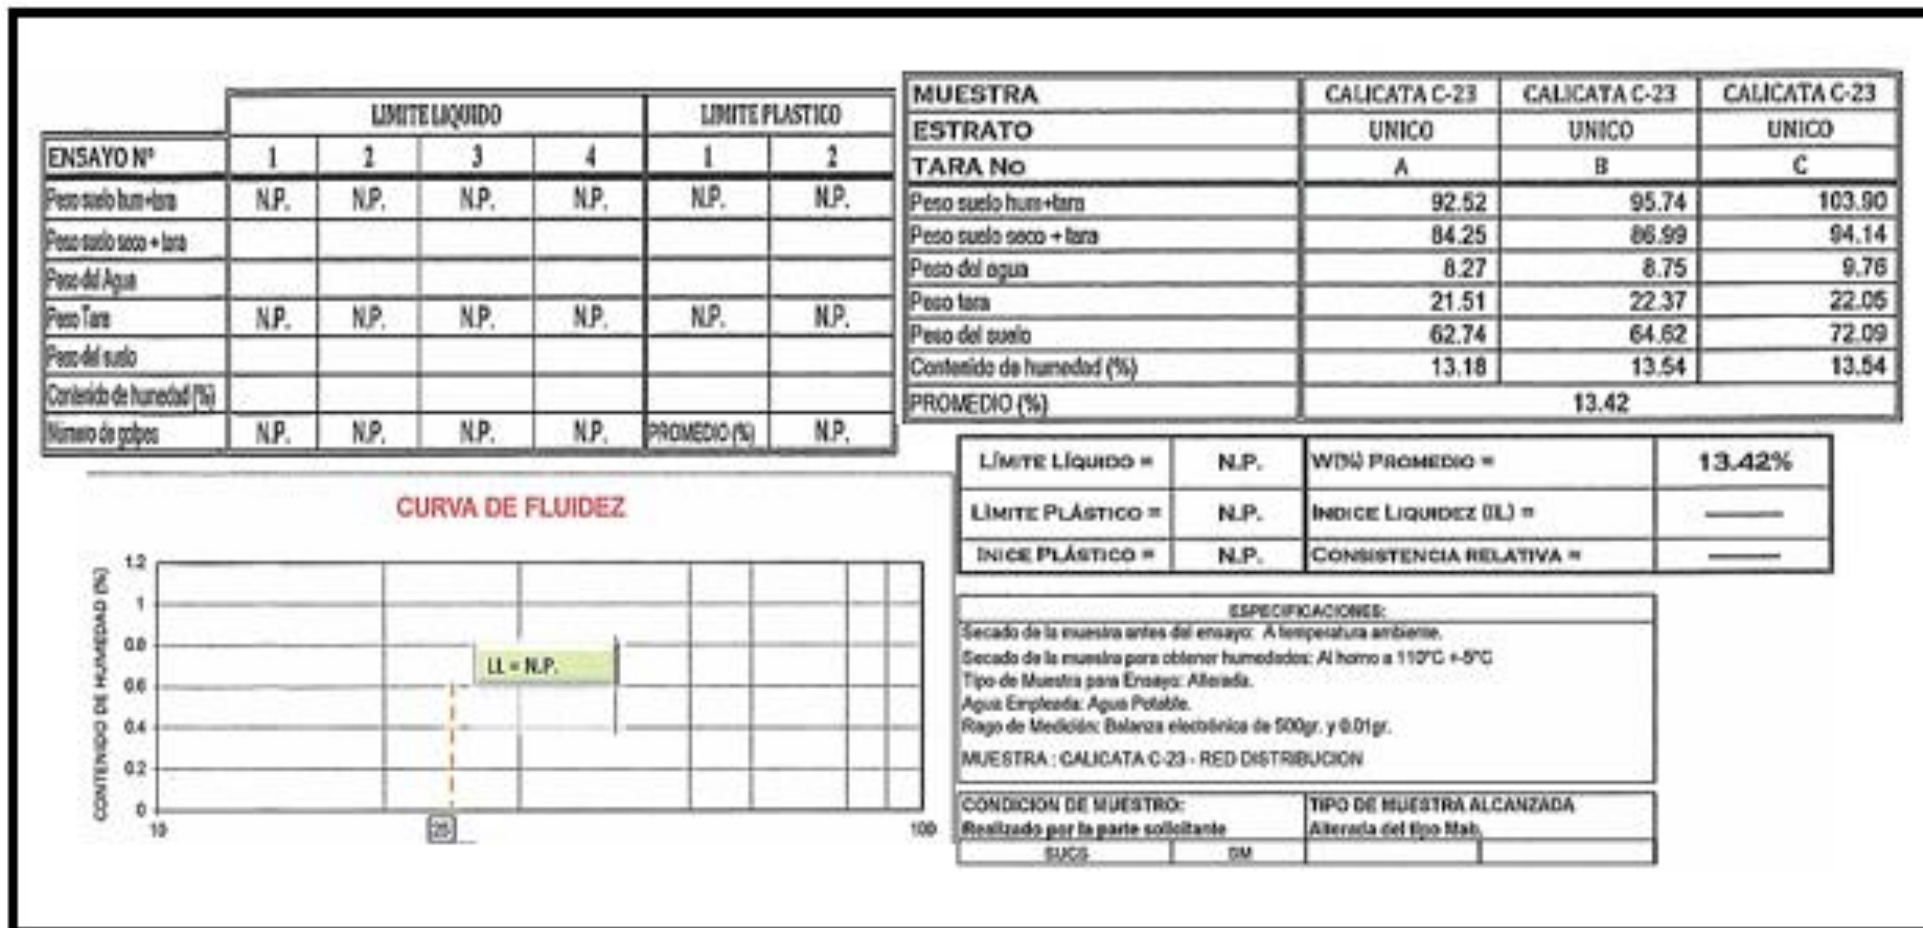 LIMITE LIQUIDO LIMITE PLASTICO
ENSAYO Nº 1 2 3 4 1 2
Peso suelo hum+tara N.P. N.P. N.P. N.P. N.P. N.P.
Peso suelo seco + tara
Peso del Agua
Peso Tara N.P. N.P. N.P. N.P. N.P. N.P.
Peso del suelo
Contenido de humedad (%)
Número de golpes N.P. N.P. N.P. N.P. PROMEDIO (%) N.P.
MUESTRA CALICATA C-23 CALICATA C-23 CALICATA C-23
ESTRATO UNICO UNICO UNICO
TARA No A B C
Peso suelo hum+tara 92.52 95.74 103.90
Peso suelo seco + tara 84.25 86.99 94.14
Peso del agua 8.27 8.75 9.76
Peso tara 21.51 22.37 22.05
Peso del suelo 62.74 64.62 72.09
Contenido de humedad (%) 13.18 13.54 13.54
PROMEDIO (%) 13.42
LÍMITE LÍQUIDO = N.P. W(%) PROMEDIO = 13.42%
LÍMITE PLÁSTICO = N.P. INDICE LIQUIDEZ (IL) =
INICE PLÁSTICO = N.P. CONSISTENCIA RELATIVA =
CURVA DE FLUIDEZ
CONTENIDO DE HUMEDAD (%)
1.2
1
0.8
0.6
0.4
0.2
0
LL = N.P.
10 25 100
ESPECIFICACIONES:
Secado de la muestra antes del ensayo: A temperatura ambiente.
Secado de la muestra para obtener humedades: Al horno a 110°C +-5°C
Tipo de Muestra para Ensayo: Alterada.
Agua Empleada: Agua Potable.
Rago de Medición: Balanza electrónica de 500gr. y 0.01gr.
MUESTRA : CALICATA C-23 - RED DISTRIBUCION
CONDICION DE MUESTRO: TIPO DE MUESTRA ALCANZADA
Realizado por la parte solicitante Alterada del tipo Mab.
SUCS SM